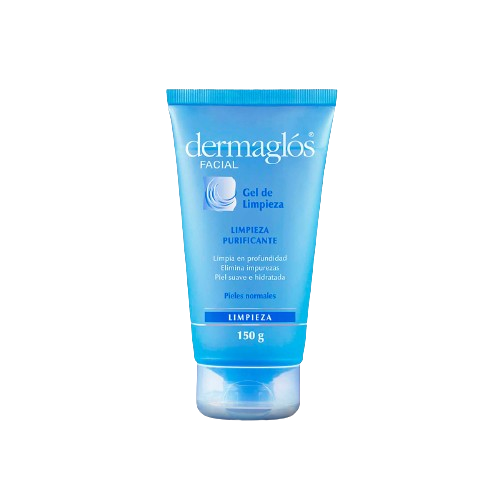 dermaglós®
FACIAL
Gel de
Limpieza
LIMPIEZA
PURIFICANTE
Limpia en profundidad
Elimina impurezas
Piel suave e hidratada
Pieles normales
LIMPIEZA
150 g